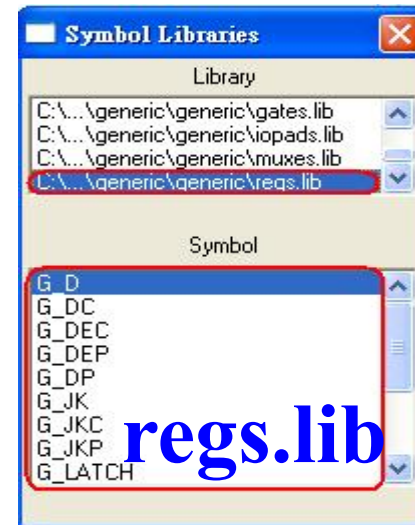 Symbol Libraries
Library
C:\...\generic\generic\gates.lib
C:\...\generic\generic\iopads.lib
C:\...\generic\generic\muxes.lib
C:\...\generic\generic\regs.lib
Symbol
G_D
G_DC
G_DEC
G_DEP
G_DP
G_JK
G_JKC
G_JKP
G_LATCH
regs.lib